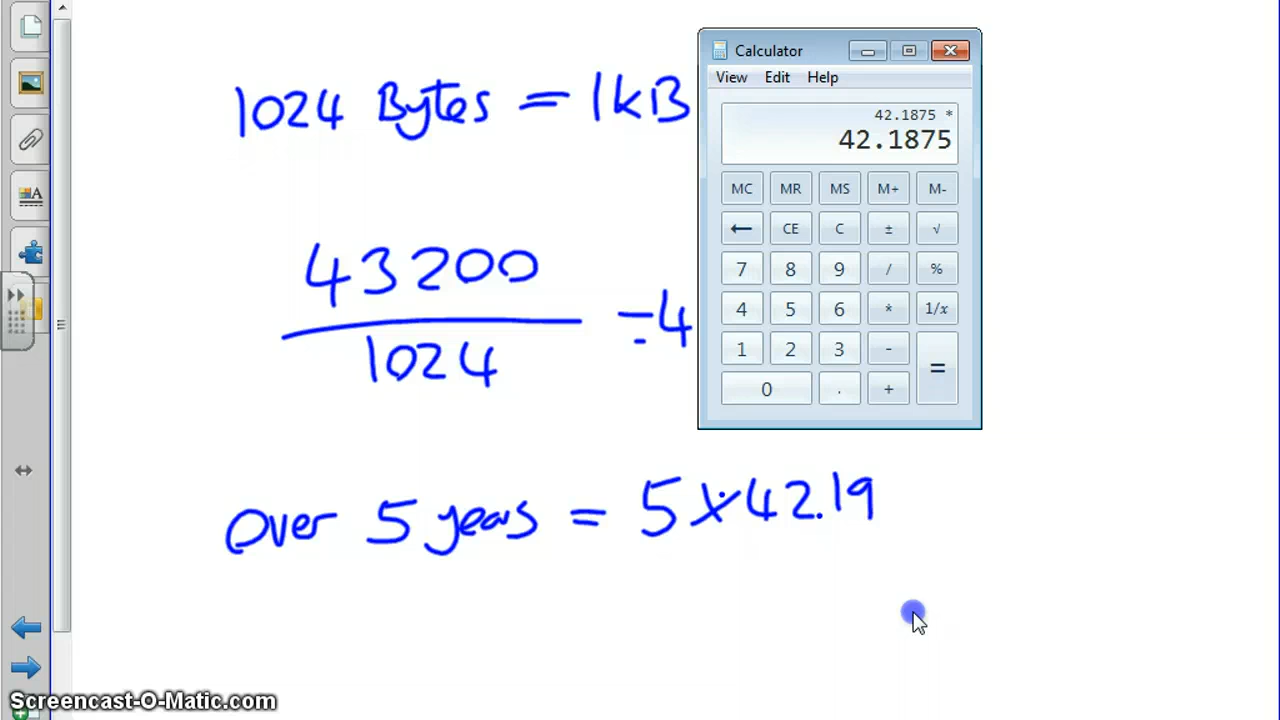 Calculator
View Edit Help
1024 Bytes = 1kB
42.1875 *
42.1875
MC MR MS M+ M-
← CE C ± √
7 8 9 / %
4 5 6 * 1/x
1 2 3 - =
0 . +
43200
1024
= 4
Over 5 years = 5 x 42.19
Screencast-O-Matic.com